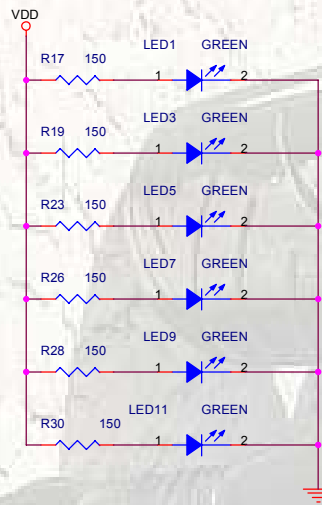 VDD
LED1 GREEN
R17 150
1 2
LED3 GREEN
R19 150
1 2
LED5 GREEN
R23 150
1 2
LED7 GREEN
R26 150
1 2
LED9 GREEN
R28 150
1 2
LED11 GREEN
R30 150
1 2